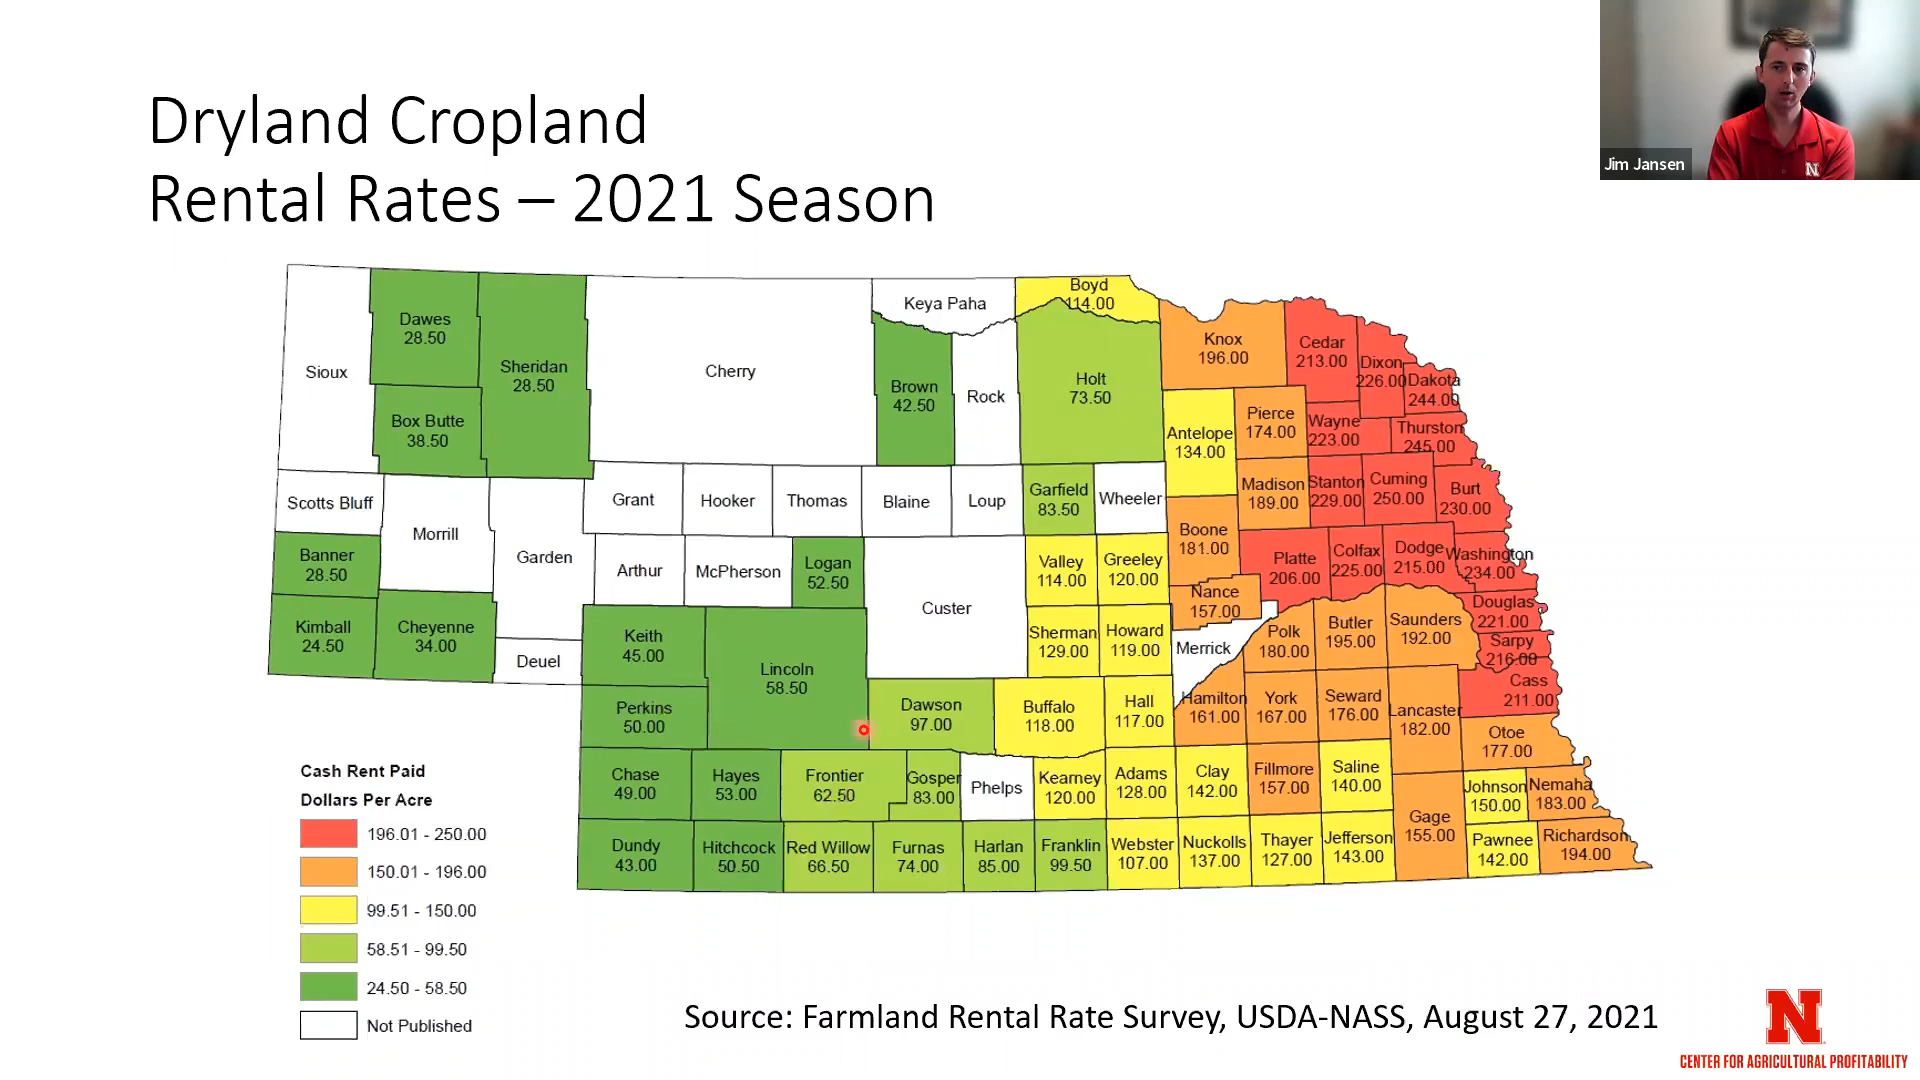 Jim Jansen
Dryland Cropland
Rental Rates – 2021 Season
Sioux
Dawes
28.50
Sheridan
28.50
Box Butte
38.50
Cherry
Keya Paha
Brown
42.50
Rock
Boyd
114.00
Holt
73.50
Knox
196.00
Cedar
213.00
Dixon
226.00
Dakota
244.00
Antelope
134.00
Pierce
174.00
Wayne
223.00
Thurston
245.00
Scotts Bluff
Morrill
Garden
Grant
Hooker
Thomas
Blaine
Loup
Garfield
83.50
Wheeler
Madison
189.00
Stanton
229.00
Cuming
250.00
Burt
230.00
Boone
181.00
Banner
28.50
Arthur
McPherson
Logan
52.50
Custer
Valley
114.00
Greeley
120.00
Platte
206.00
Colfax
225.00
Dodge
215.00
Washington
234.00
Nance
157.00
Kimball
24.50
Cheyenne
34.00
Deuel
Keith
45.00
Lincoln
58.50
Sherman
129.00
Howard
119.00
Merrick
Polk
180.00
Butler
195.00
Saunders
192.00
Douglas
221.00
Sarpy
216.00
Cass
211.00
Perkins
50.00
Dawson
97.00
Buffalo
118.00
Hall
117.00
Hamilton
161.00
York
167.00
Seward
176.00
Lancaster
182.00
Otoe
177.00
Chase
49.00
Hayes
53.00
Frontier
62.50
Gosper
83.00
Phelps
Kearney
120.00
Adams
128.00
Clay
142.00
Fillmore
157.00
Saline
140.00
Johnson
150.00
Nemaha
183.00
Gage
155.00
Dundy
43.00
Hitchcock
50.50
Red Willow
66.50
Furnas
74.00
Harlan
85.00
Franklin
99.50
Webster
107.00
Nuckolls
137.00
Thayer
127.00
Jefferson
143.00
Pawnee
142.00
Richardson
194.00
Cash Rent Paid
Dollars Per Acre
196.01 - 250.00
150.01 - 196.00
99.51 - 150.00
58.51 - 99.50
24.50 - 58.50
Not Published
Source: Farmland Rental Rate Survey, USDA-NASS, August 27, 2021
N
CENTER FOR AGRICULTURAL PROFITABILITY